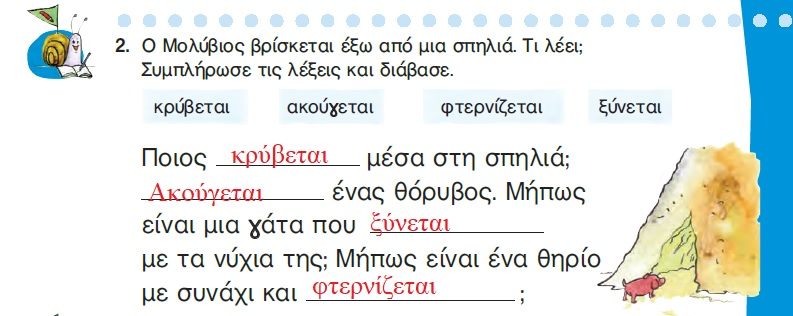 2. Ο Μολύβιος βρίσκεται έξω από μια σπηλιά. Τι λέει;
Συμπλήρωσε τις λέξεις και διάβασε.
κρύβεται ακούγεται φτερνίζεται ξύνεται
Ποιος κρύβεται μέσα στη σπηλιά;
Ακούγεται ένας θόρυβος. Μήπως
είναι μια γάτα που ξύνεται
με τα νύχια της; Μήπως είναι ένα θηρίο
με συνάχι και φτερνίζεται ;